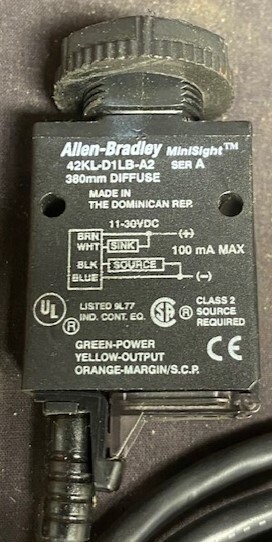 Allen-Bradley MiniSight™
42KL-D1LB-A2 SER A
380mm DIFFUSE
MADE IN
THE DOMINICAN REP.
11-30VDC
BRN (+)
WHT SINK
100 mA MAX
BLK SOURCE
BLUE (−)
UL ® LISTED 9L77
IND. CONT. EQ.
SA ® CLASS 2
SOURCE
REQUIRED
GREEN-POWER
YELLOW-OUTPUT
ORANGE-MARGIN/S.C.P.
CE